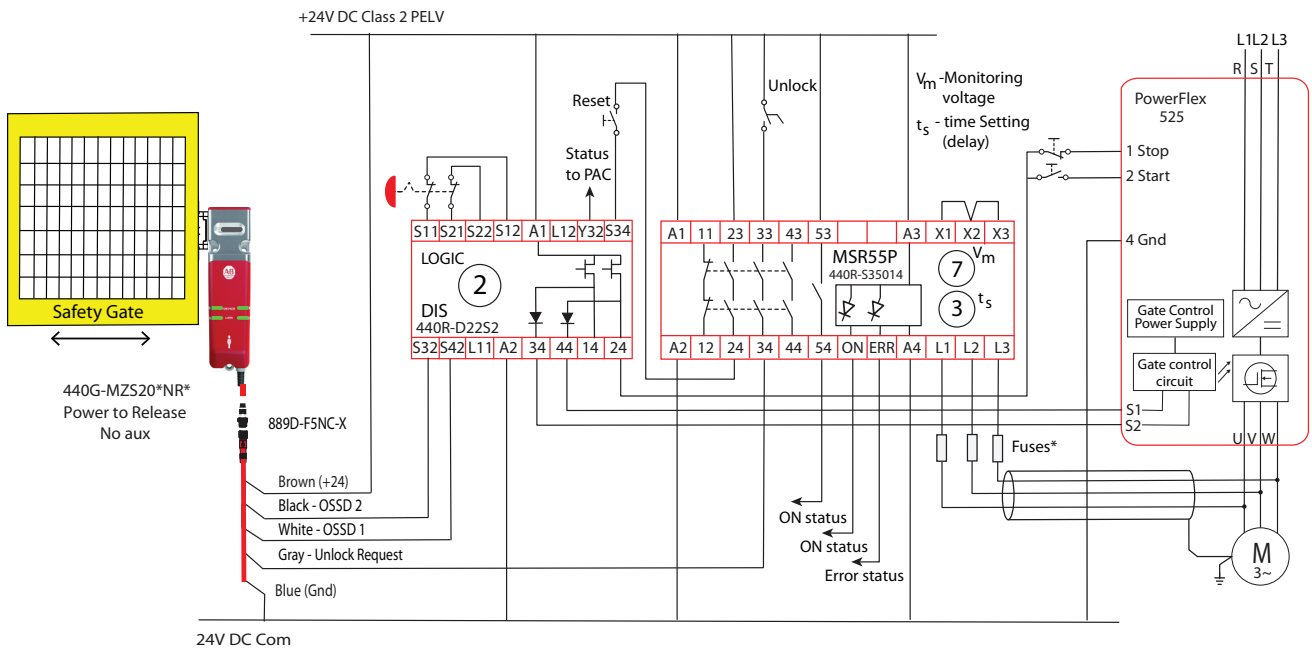 +24V DC Class 2 PELV
L1 L2 L3
R S T
Unlock
Vm -Monitoring
voltage
ts - time Setting
(delay)
PowerFlex
525
Reset
Status
to PAC
1 Stop
2 Start
S11 S21 S22 S12 A1 L12 Y32 S34
A1 11 23 33 43 53 A3 X1 X2 X3
4 Gnd
LOGIC
2
MSR55P
440R-S35014
7 Vm
3 ts
AB
DIS
440R-D22S2
Safety Gate
Gate Control
Power Supply
S32 S42 L11 A2 34 44 14 24
A2 12 24 34 44 54 ON ERR A4 L1 L2 L3
Gate control
circuit
440G-MZS20*NR*
Power to Release
No aux
889D-F5NC-X
S1
S2
U V W
Fuses*
Brown (+24)
Black - OSSD 2
White - OSSD 1
Gray - Unlock Request
Blue (Gnd)
ON status
ON status
Error status
M
3~
24V DC Com